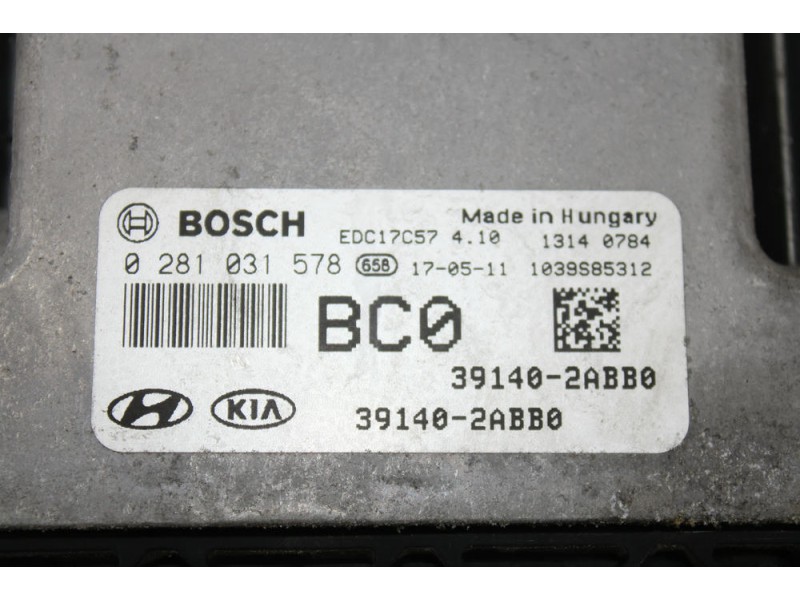 BOSCH
Made in Hungary
EDC17C57 4.10 1314 0784
0 281 031 578 658 17-05-11 1039S85312
BC0
39140-2ABB0
KIA
39140-2ABB0